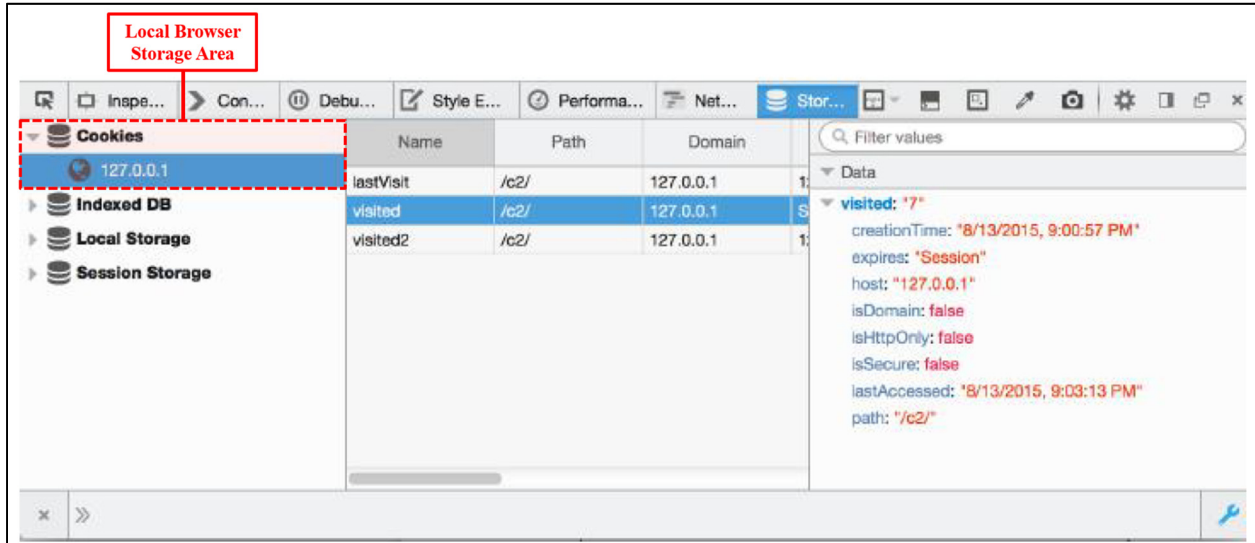 Local Browser
Storage Area
Inspe... Con... Debu... Style E... Performa... Net... Stor...
Cookies
127.0.0.1
Indexed DB
Local Storage
Session Storage
Name Path Domain
lastVisit /c2/ 127.0.0.1 1:
visited /c2/ 127.0.0.1 S
visited2 /c2/ 127.0.0.1 1:
Filter values
Data
visited: "7"
creationTime: "8/13/2015, 9:00:57 PM"
expires: "Session"
host: "127.0.0.1"
isDomain: false
isHttpOnly: false
isSecure: false
lastAccessed: "8/13/2015, 9:03:13 PM"
path: "/c2/"